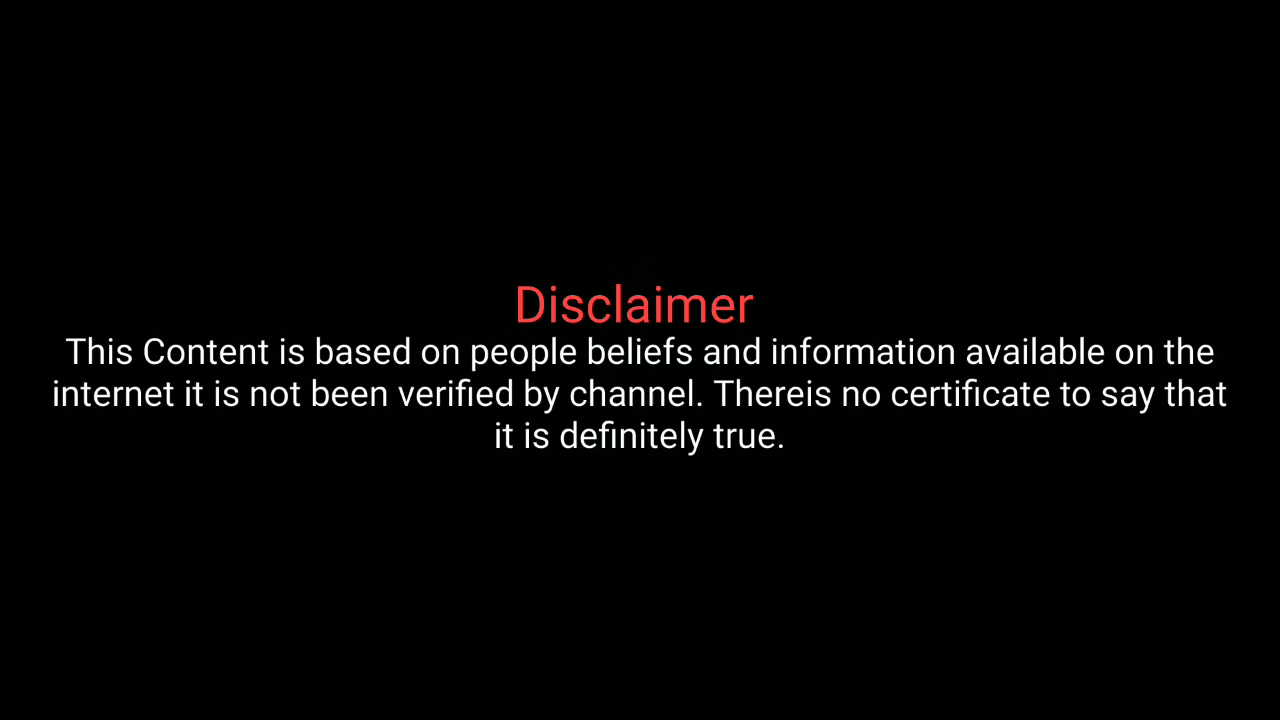 Disclaimer
This Content is based on people beliefs and information available on the
internet it is not been verified by channel. Thereis no certificate to say that
it is definitely true.